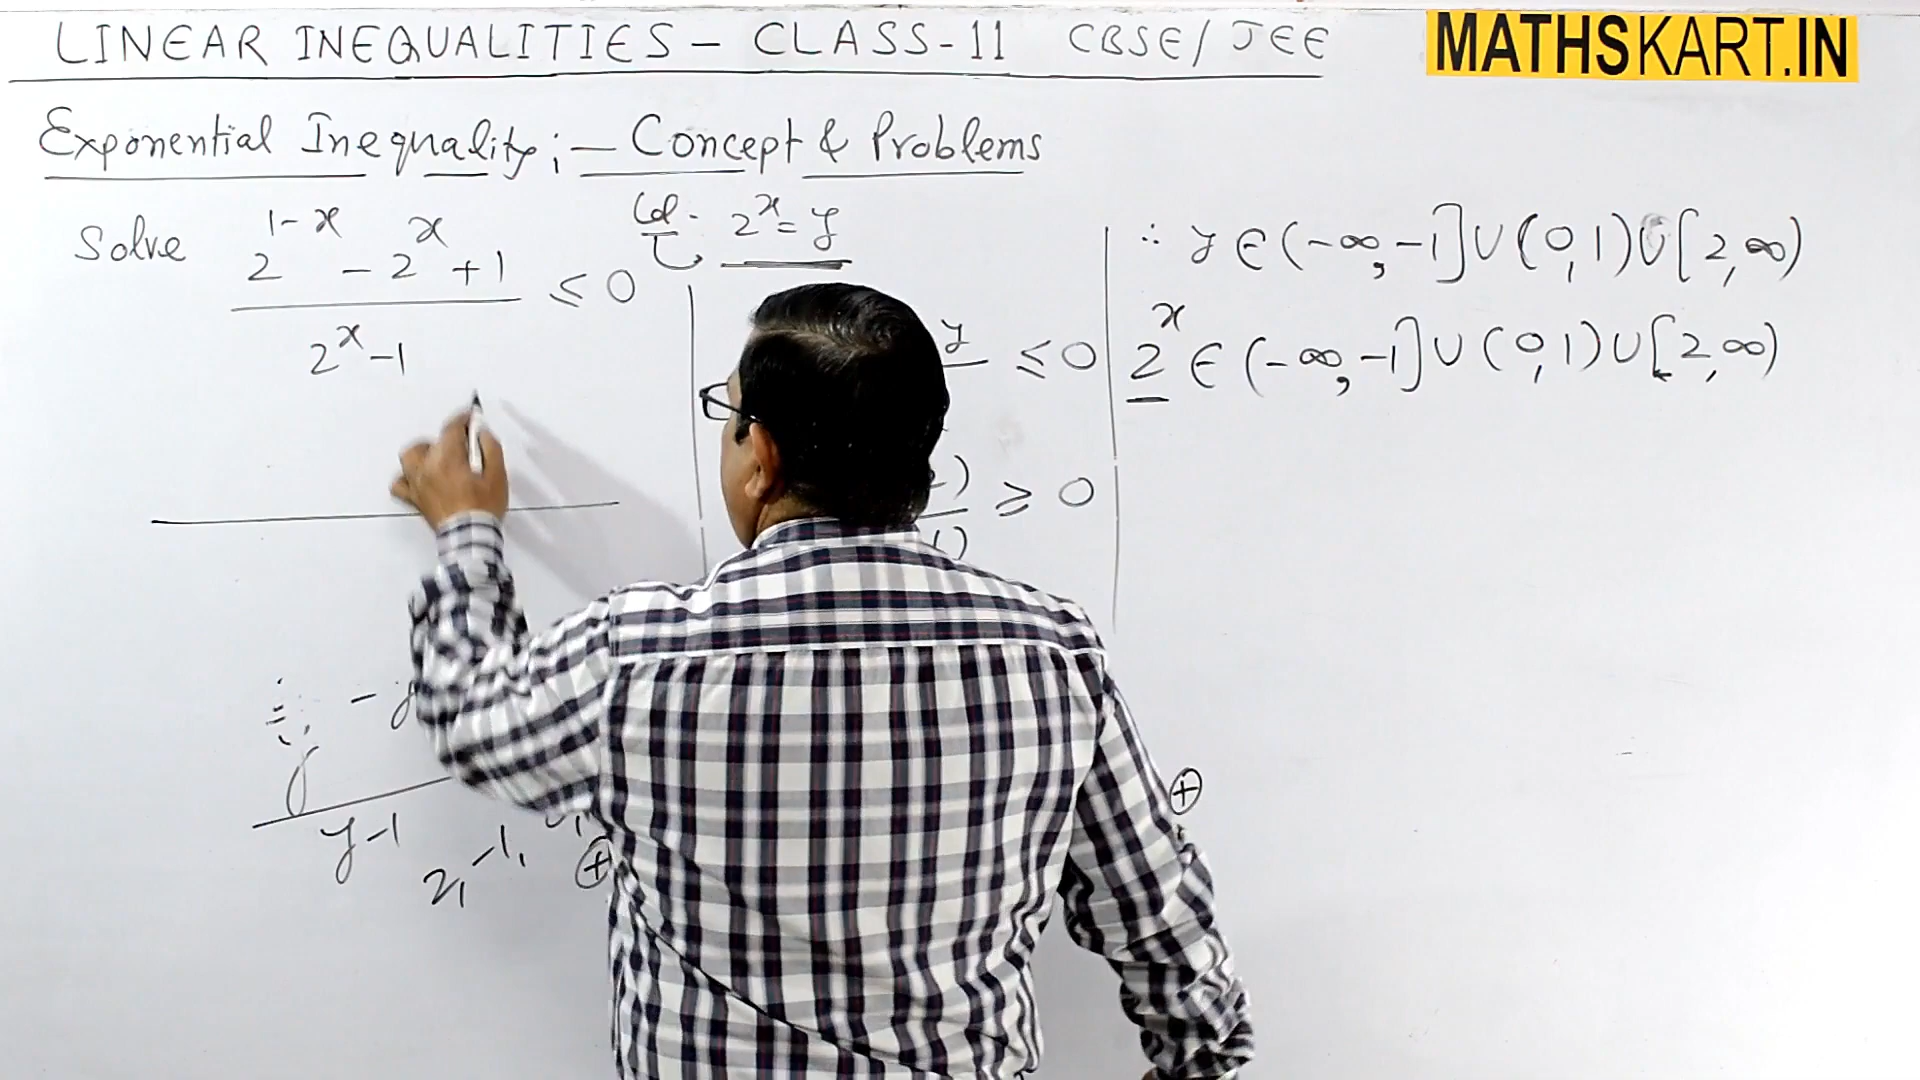 LINEAR INEQUALITIES – CLASS-11 CBSE/JEE
MATHSKART.IN
Exponential Inequality; – Concept & Problems
Solve
2^(1-x) - 2^x + 1
2^x - 1
≤ 0
2^x = y
y
≤ 0
≥ 0
- y
y - 1
2, -1,
+
+
∴ y ∈ (-∞, -1] ∪ (0, 1) ∪ [2, ∞)
2^x ∈ (-∞, -1] ∪ (0, 1) ∪ [2, ∞)